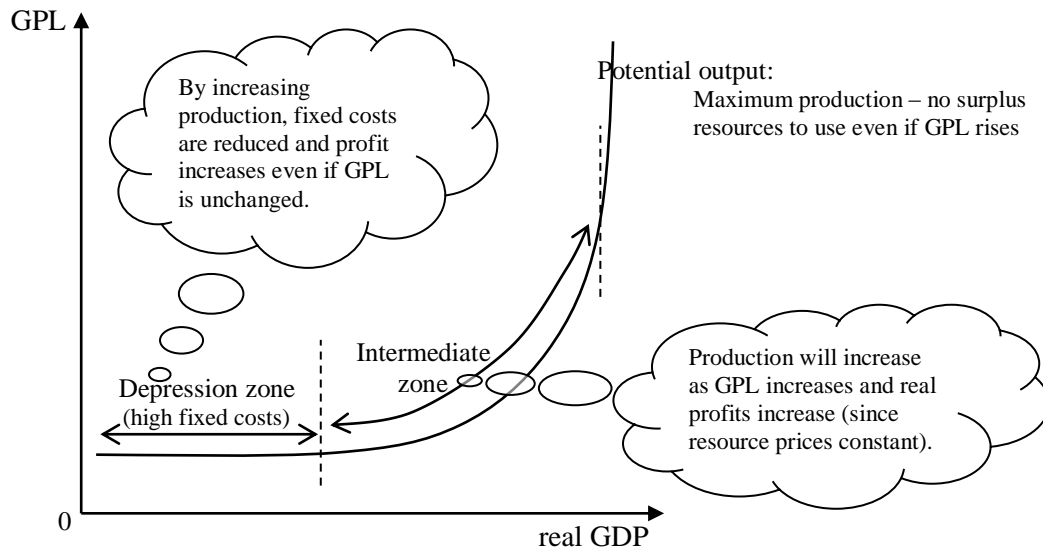 GPL
By increasing
production, fixed costs
are reduced and profit
increases even if GPL
is unchanged.
Potential output:
Maximum production – no surplus
resources to use even if GPL rises
Intermediate
zone
Depression zone
(high fixed costs)
Production will increase
as GPL increases and real
profits increase (since
resource prices constant).
0
real GDP